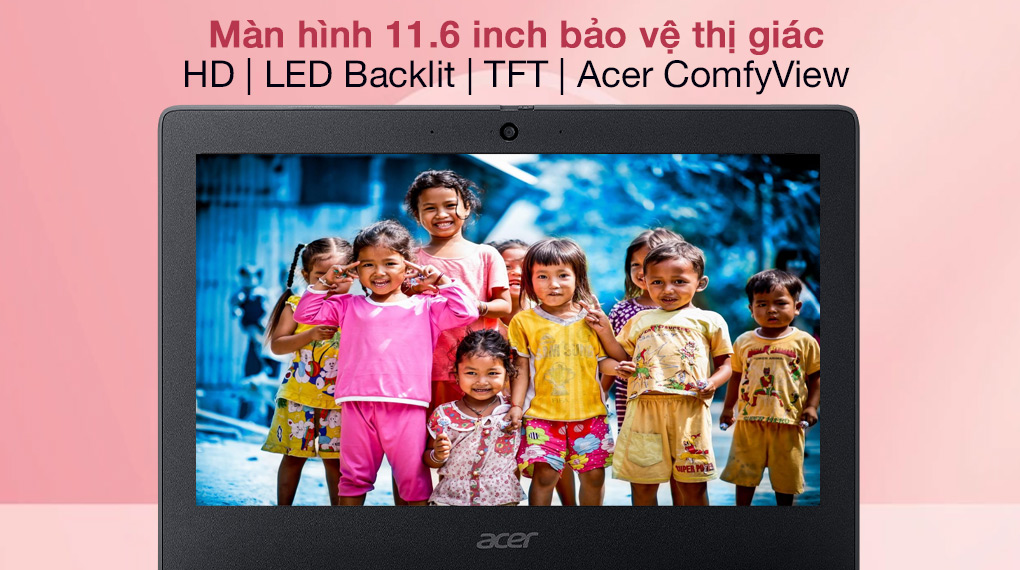 Màn hình 11.6 inch bảo vệ thị giác
HD | LED Backlit | TFT | Acer ComfyView
acer